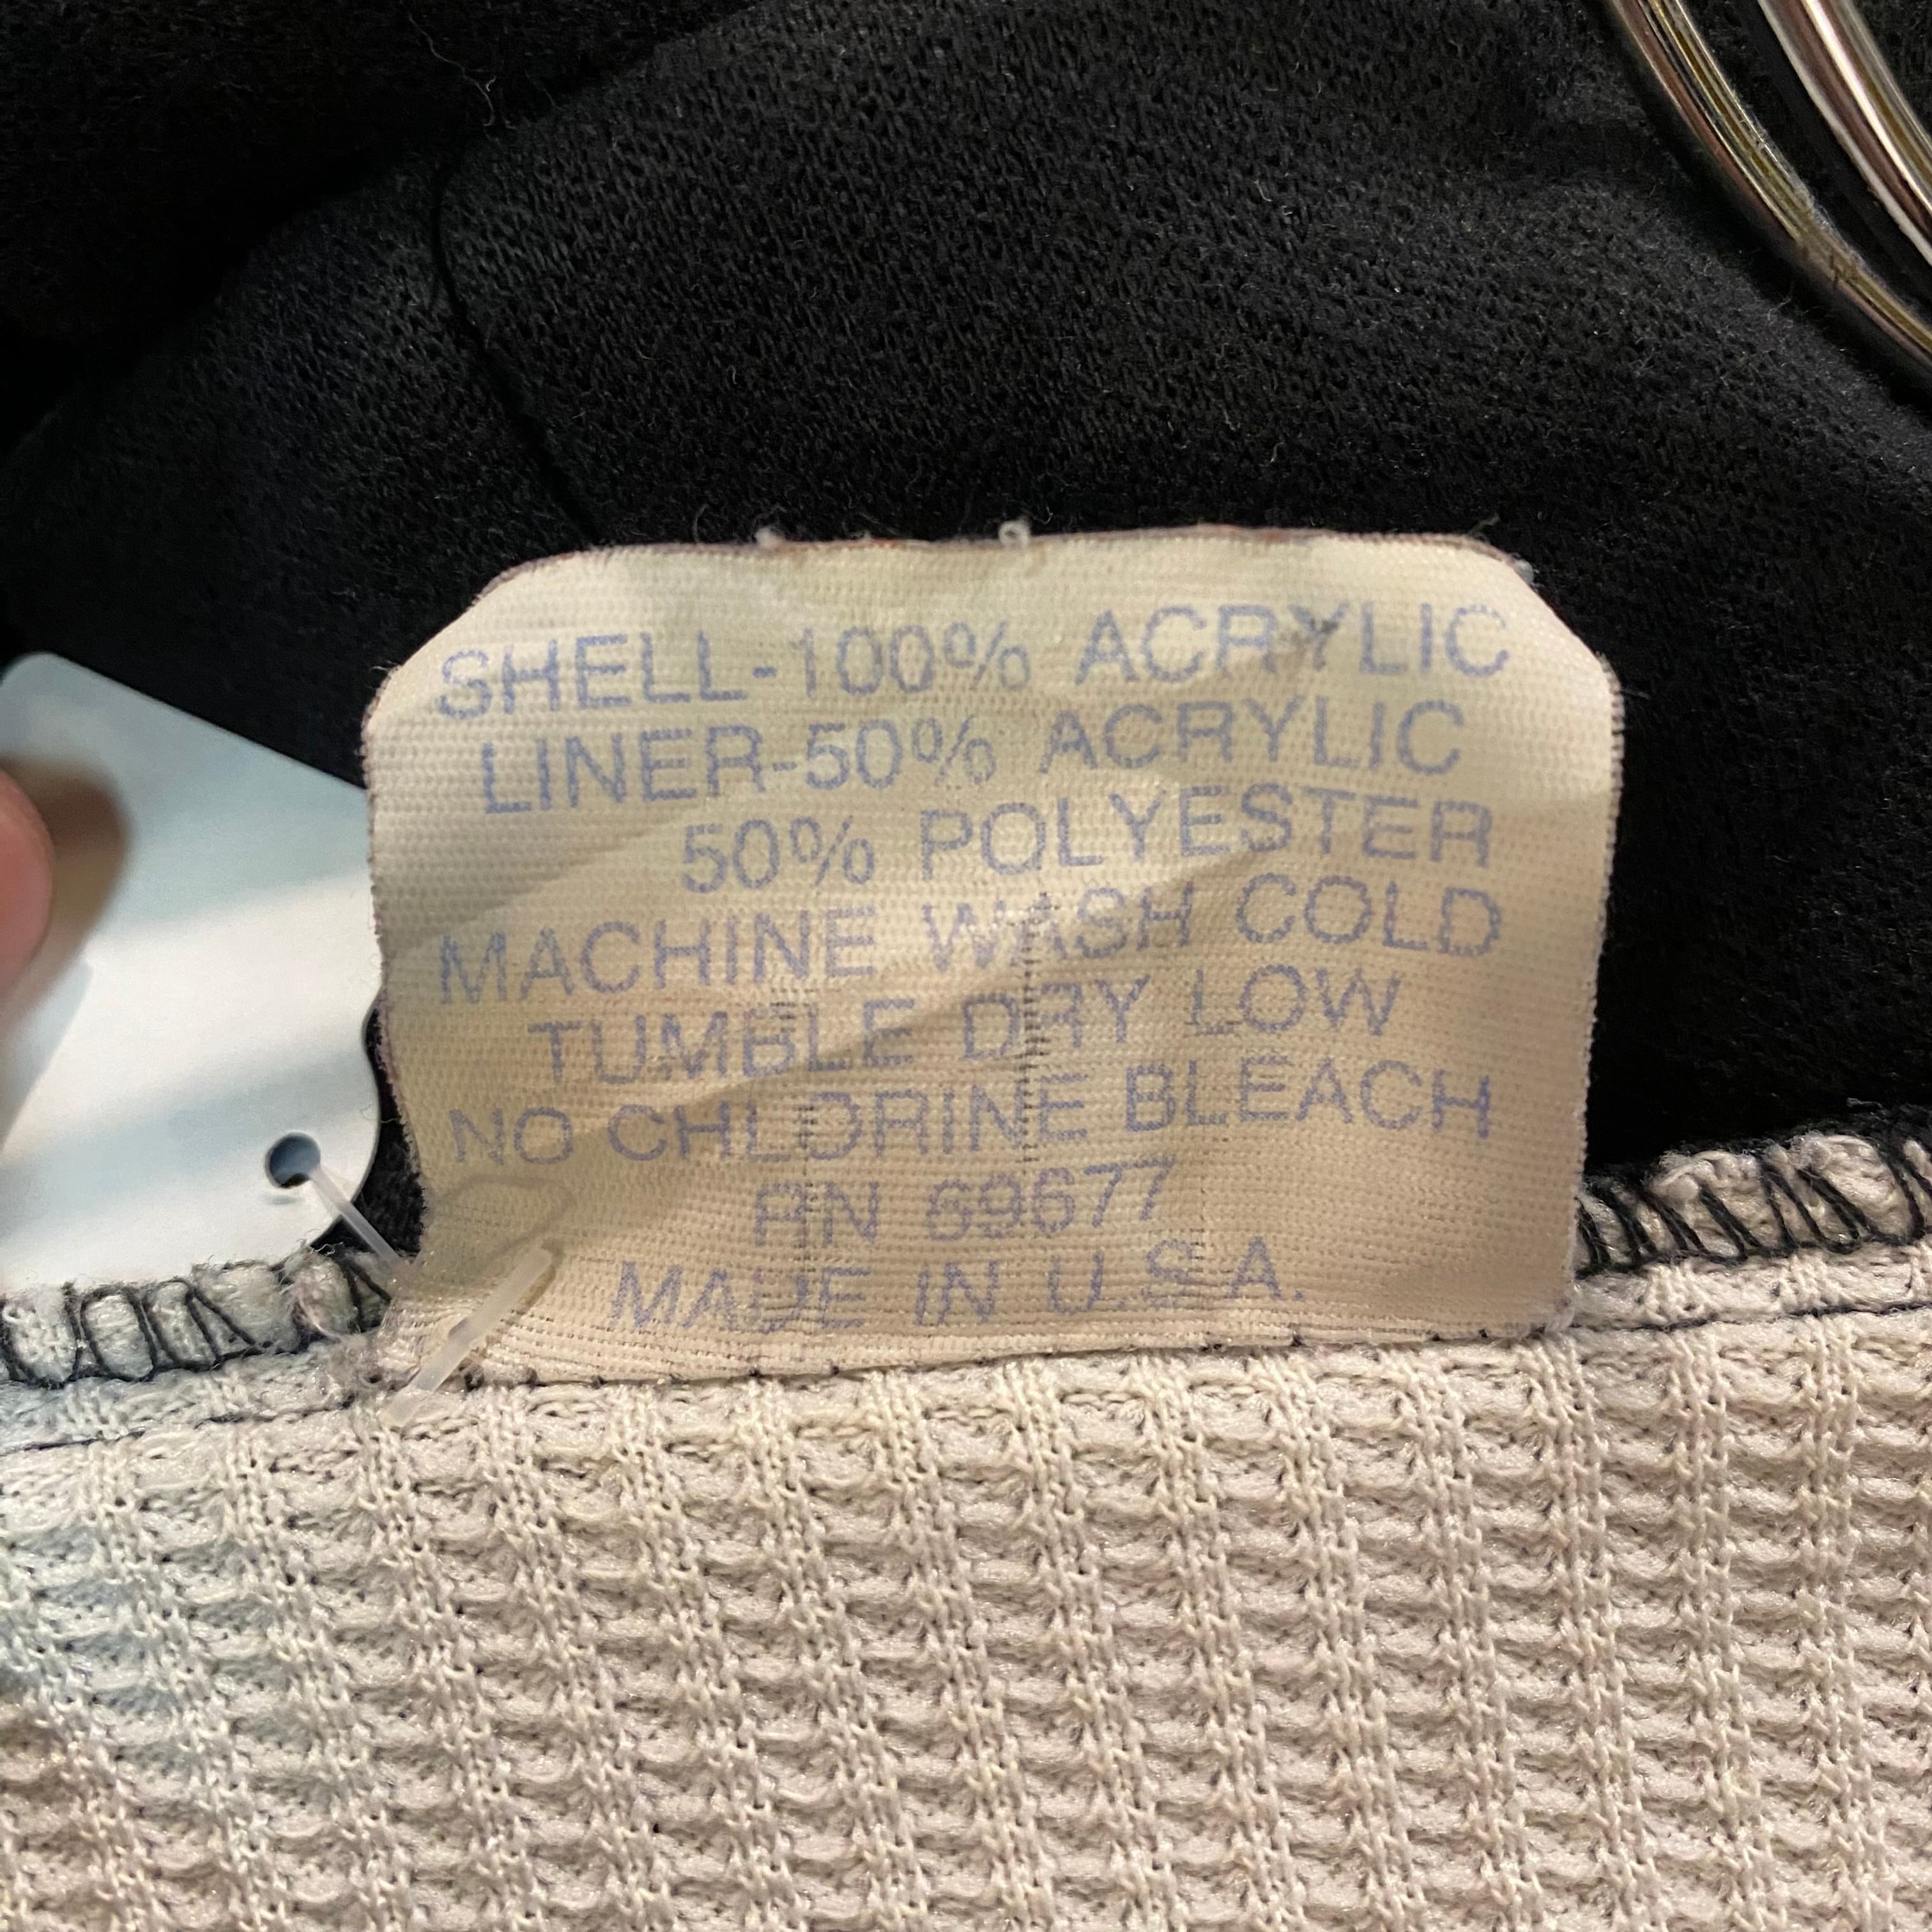 SHELL-100% ACRYLIC
LINER-50% ACRYLIC
50% POLYESTER
MACHINE WASH COLD
TUMBLE DRY LOW
NO CHLORINE BLEACH
RN 69677
MADE IN U.S.A.